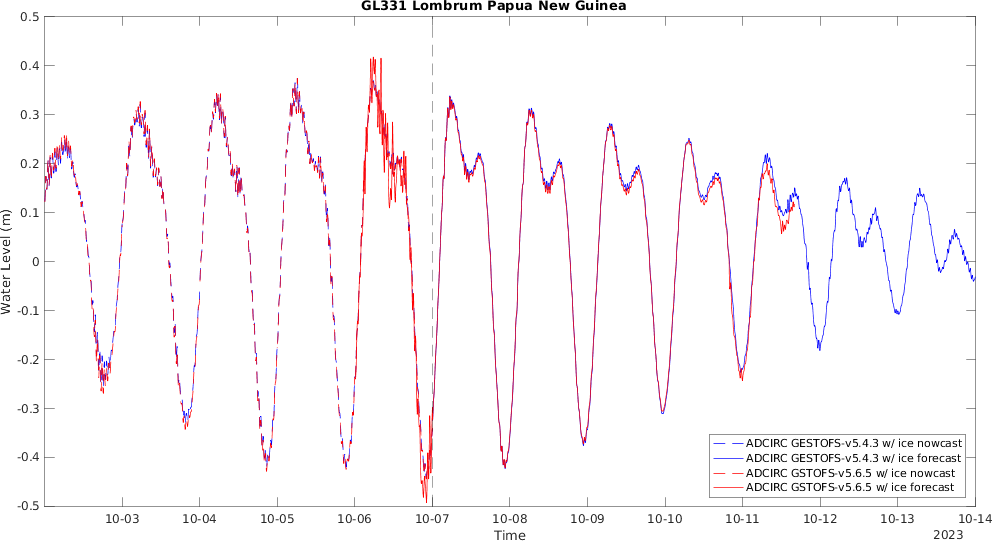 GL331 Lombrum Papua New Guinea
0.5
0.4
0.3
0.2
0.1
0
-0.1
-0.2
-0.3
-0.4
-0.5
Water Level (m)
10-03 10-04 10-05 10-06 10-07 10-08 10-09 10-10 10-11 10-12 10-13 10-14
Time
2023
ADCIRC GESTOFS-v5.4.3 w/ ice nowcast
ADCIRC GESTOFS-v5.4.3 w/ ice forecast
ADCIRC GSTOFS-v5.6.5 w/ ice nowcast
ADCIRC GSTOFS-v5.6.5 w/ ice forecast